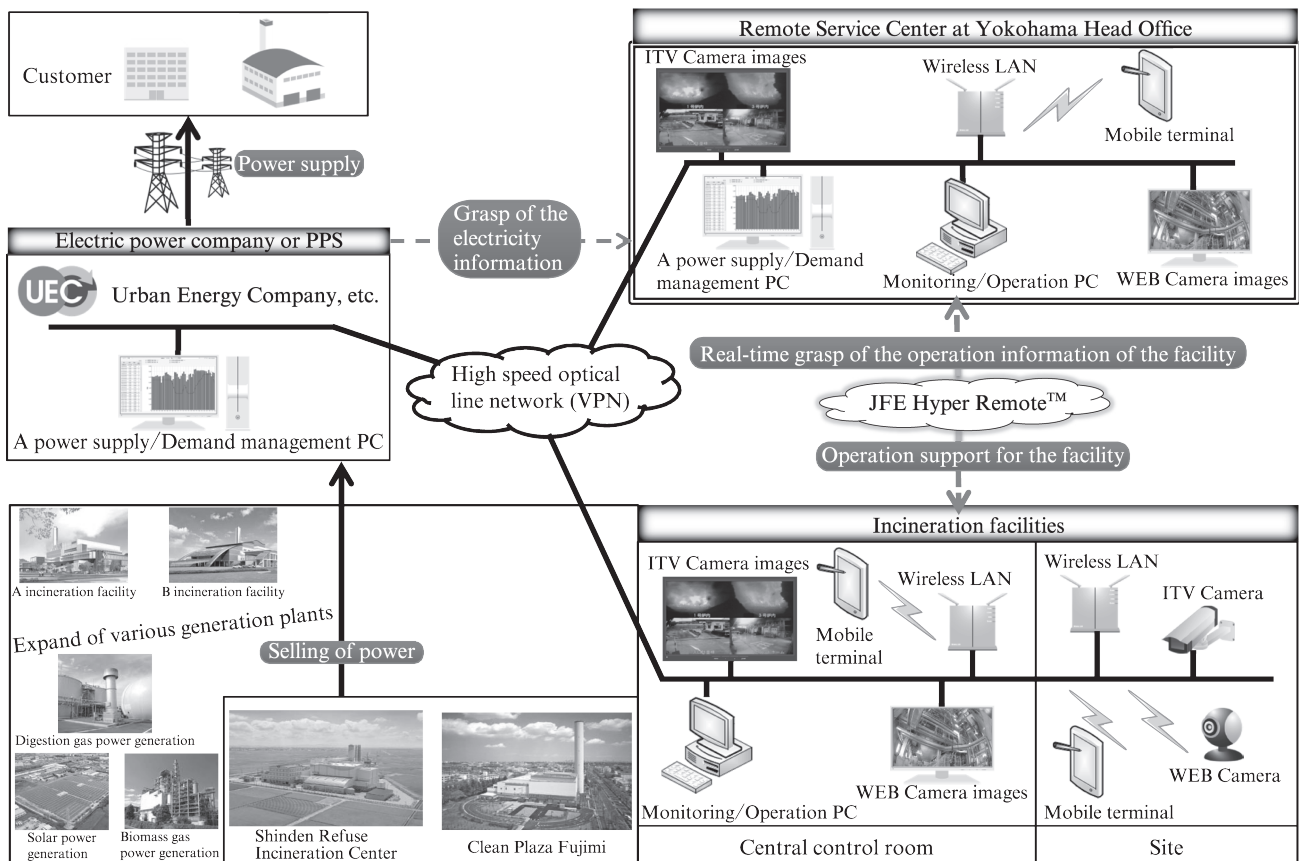 Customer
Power supply
Electric power company or PPS
UEC
Urban Energy Company, etc.
A power supply/Demand management PC
Grasp of the
electricity
information
Remote Service Center at Yokohama Head Office
ITV Camera images
Wireless LAN
Mobile terminal
A power supply/Demand
management PC
Monitoring/Operation PC
WEB Camera images
High speed optical
line network (VPN)
Real-time grasp of the operation information of the facility
JFE Hyper Remote™
Operation support for the facility
A incineration facility
B incineration facility
Expand of various generation plants
Selling of power
Digestion gas power generation
Solar power
generation
Biomass gas
power generation
Shinden Refuse
Incineration Center
Clean Plaza Fujimi
Incineration facilities
ITV Camera images
Mobile
terminal
Wireless LAN
Monitoring/Operation PC
WEB Camera images
Central control room
Wireless LAN
ITV Camera
Mobile terminal
WEB Camera
Site